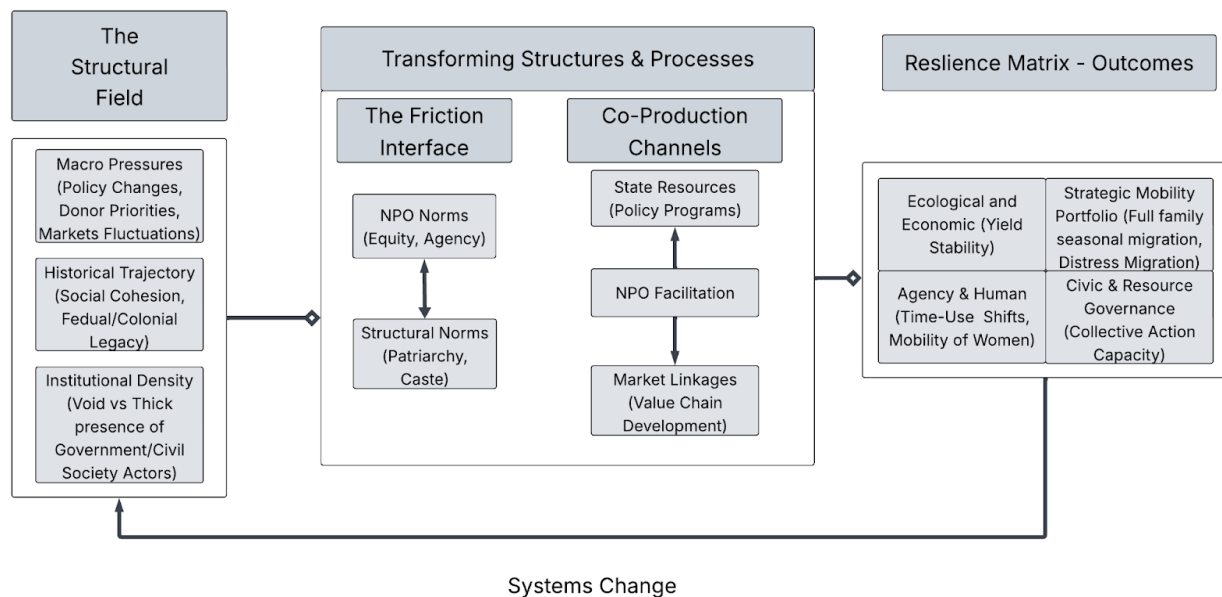 The
Structural
Field
Macro Pressures
(Policy Changes,
Donor Priorities,
Markets Fluctuations)
Historical Trajectory
(Social Cohesion,
Fedual/Colonial
Legacy)
Institutional Density
(Void vs Thick
presence of
Government/Civil
Society Actors)
Transforming Structures & Processes
The Friction
Interface
NPO Norms
(Equity, Agency)
Structural Norms
(Patriarchy,
Caste)
Co-Production
Channels
State Resources
(Policy Programs)
NPO Facilitation
Market Linkages
(Value Chain
Development)
Reslience Matrix - Outcomes
Ecological and
Economic (Yield
Stability)
Strategic Mobility
Portfolio (Full family
seasonal migration,
Distress Migration)
Agency & Human
(Time-Use Shifts,
Mobility of Women)
Civic & Resource
Governance
(Collective Action
Capacity)
Systems Change